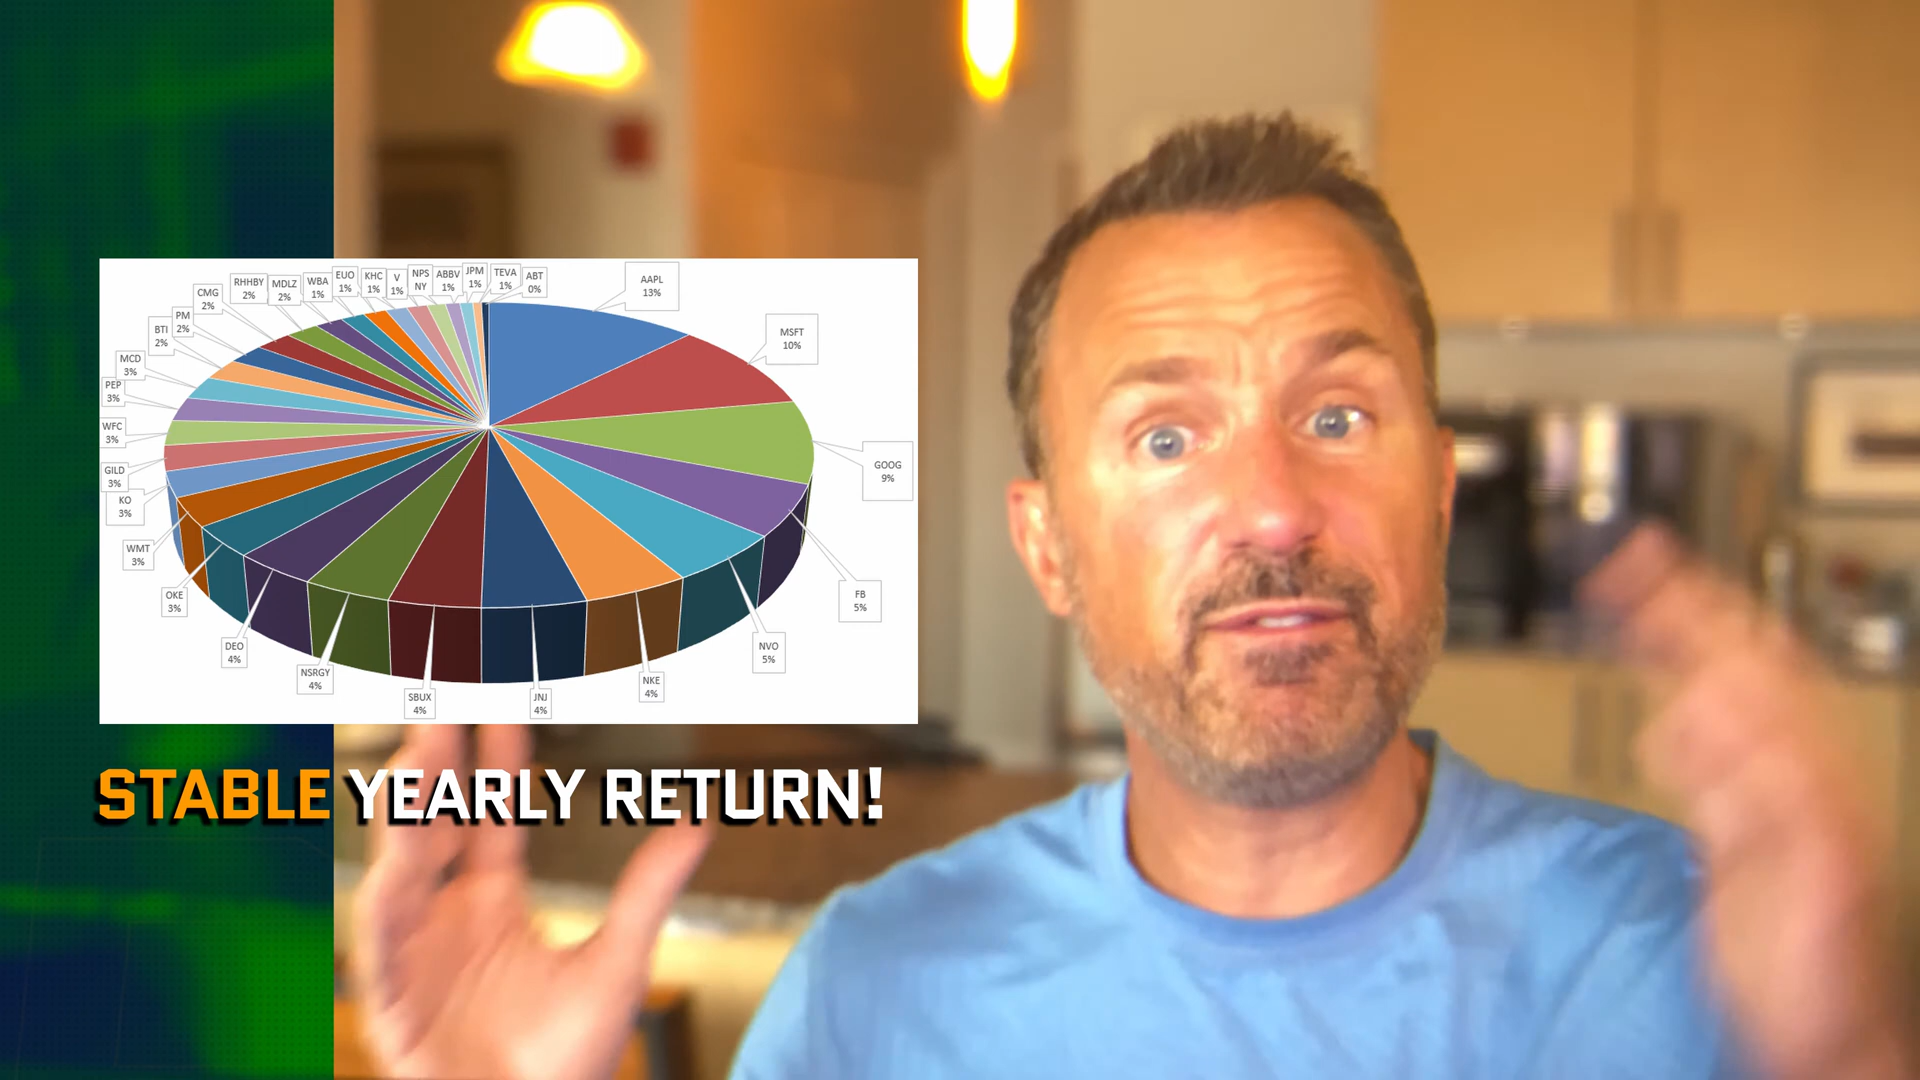 AAPL
13%
MSFT
10%
GOOG
9%
FB
5%
NVO
5%
NKE
4%
JNJ
4%
SBUX
4%
NSRGY
4%
DEO
4%
OKE
3%
WMT
3%
KO
3%
GILD
3%
WFC
3%
PEP
3%
MCD
3%
BTI
2%
PM
2%
CMG
2%
RHHBY
2%
MDLZ
2%
WBA
1%
EUO
1%
KHC
1%
V
1%
NPS
NY
ABBV
1%
JPM
1%
TEVA
1%
ABT
0%
STABLE YEARLY RETURN!